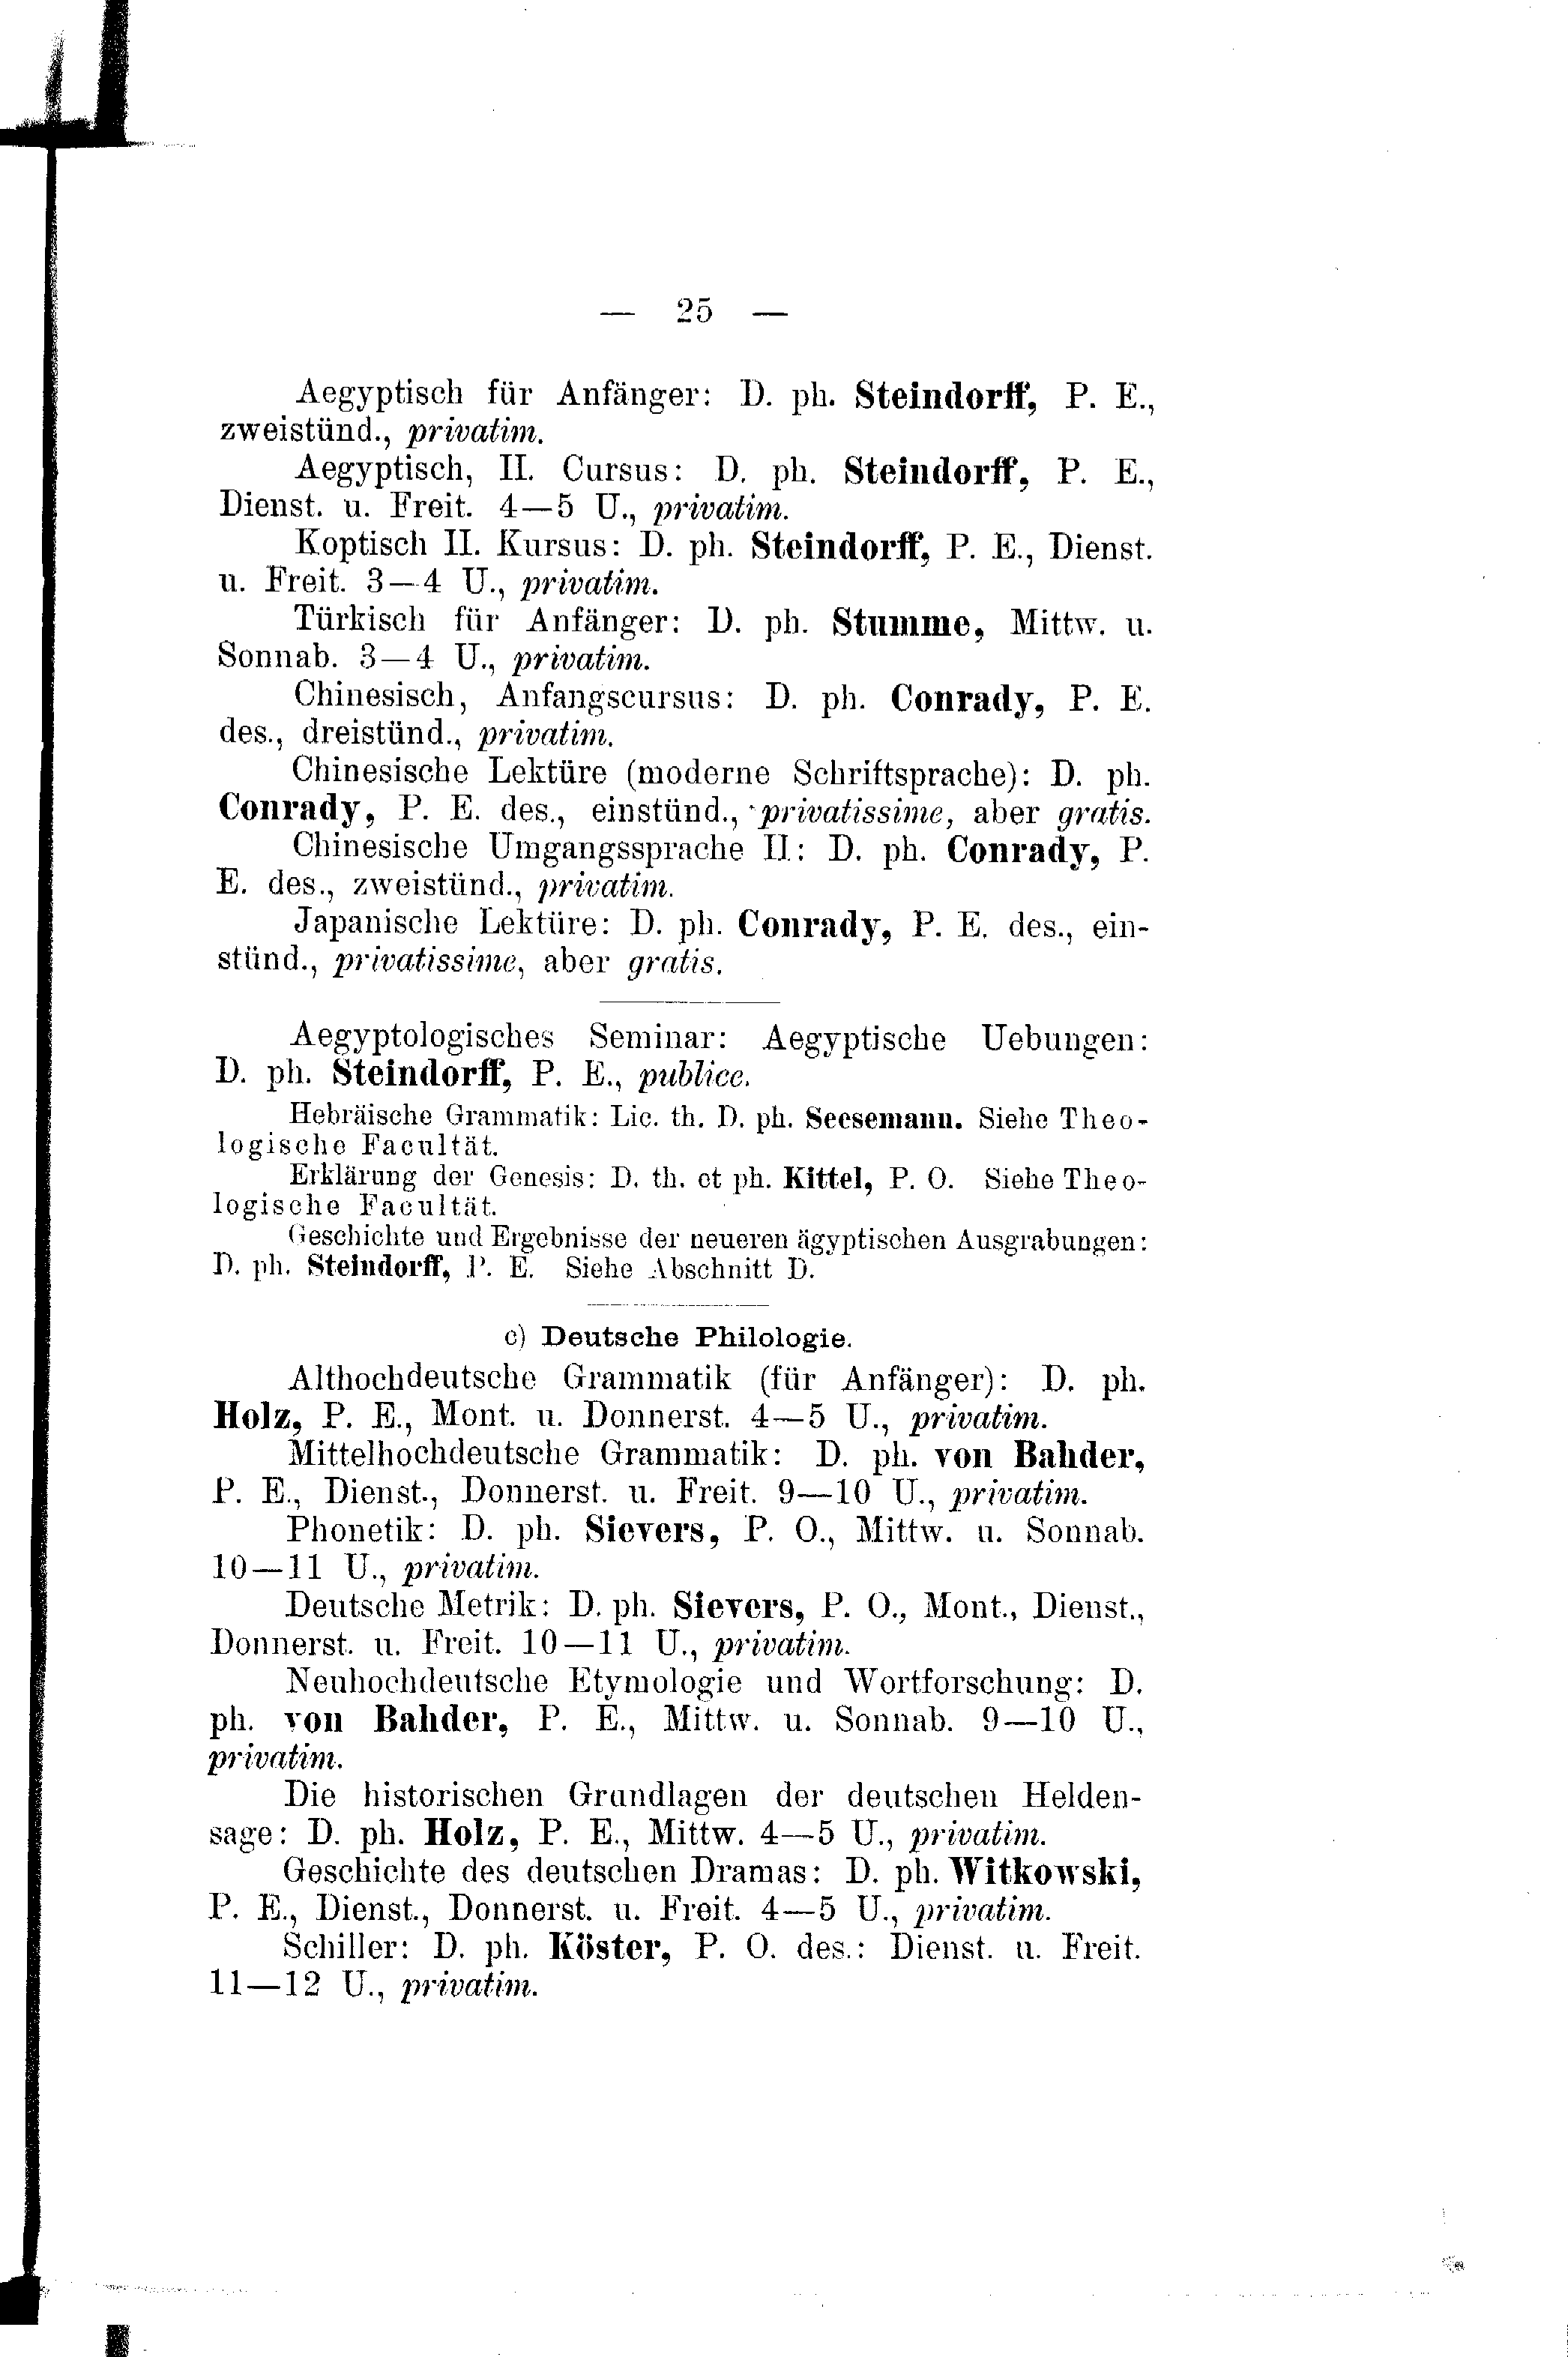 — 25 —
Aegyptisch für Anfänger: D. ph. Steindorff, P. E.,
zweistünd., privatim.
Aegyptisch, II. Cursus: D. ph. Steindorff, P. E.,
Dienst. u. Freit. 4—5 U., privatim.
Koptisch II. Kursus: D. ph. Steindorff, P. E., Dienst.
u. Freit. 3—4 U., privatim.
Türkisch für Anfänger: D. ph. Stumme, Mittw. u.
Sonnab. 3—4 U., privatim.
Chinesisch, Anfangscursus: D. ph. Conrady, P. E.
des., dreistünd., privatim.
Chinesische Lektüre (moderne Schriftsprache): D. ph.
Conrady, P. E. des., einstünd., privatissime, aber gratis.
Chinesische Umgangssprache II.: D. ph. Conrady, P.
E. des., zweistünd., privatim.
Japanische Lektüre: D. ph. Conrady, P. E. des., ein-
stünd., privatissime, aber gratis.
Aegyptologisches Seminar: Aegyptische Uebungen:
D. ph. Steindorff, P. E., publice.
Hebräische Grammatik: Lic. th. D. ph. Seesemann. Siehe Theo-
logische Facultät.
Erklärung der Genesis: D. th. et ph. Kittel, P. O. Siehe Theo-
logische Facultät.
Geschichte und Ergebnisse der neueren ägyptischen Ausgrabungen:
D. ph. Steindorff, P. E. Siehe Abschnitt D.
c) Deutsche Philologie.
Althochdeutsche Grammatik (für Anfänger): D. ph.
Holz, P. E., Mont. u. Donnerst. 4—5 U., privatim.
Mittelhochdeutsche Grammatik: D. ph. von Bahder,
P. E., Dienst., Donnerst. u. Freit. 9—10 U., privatim.
Phonetik: D. ph. Sievers, P. O., Mittw. u. Sonnab.
10—11 U., privatim.
Deutsche Metrik: D. ph. Sievers, P. O., Mont., Dienst.,
Donnerst. u. Freit. 10—11 U., privatim.
Neuhochdeutsche Etymologie und Wortforschung: D.
ph. von Bahder, P. E., Mittw. u. Sonnab. 9—10 U.,
privatim.
Die historischen Grundlagen der deutschen Helden-
sage: D. ph. Holz, P. E., Mittw. 4—5 U., privatim.
Geschichte des deutschen Dramas: D. ph. Witkowski,
P. E., Dienst., Donnerst. u. Freit. 4—5 U., privatim.
Schiller: D. ph. Köster, P. O. des.: Dienst. u. Freit.
11—12 U., privatim.